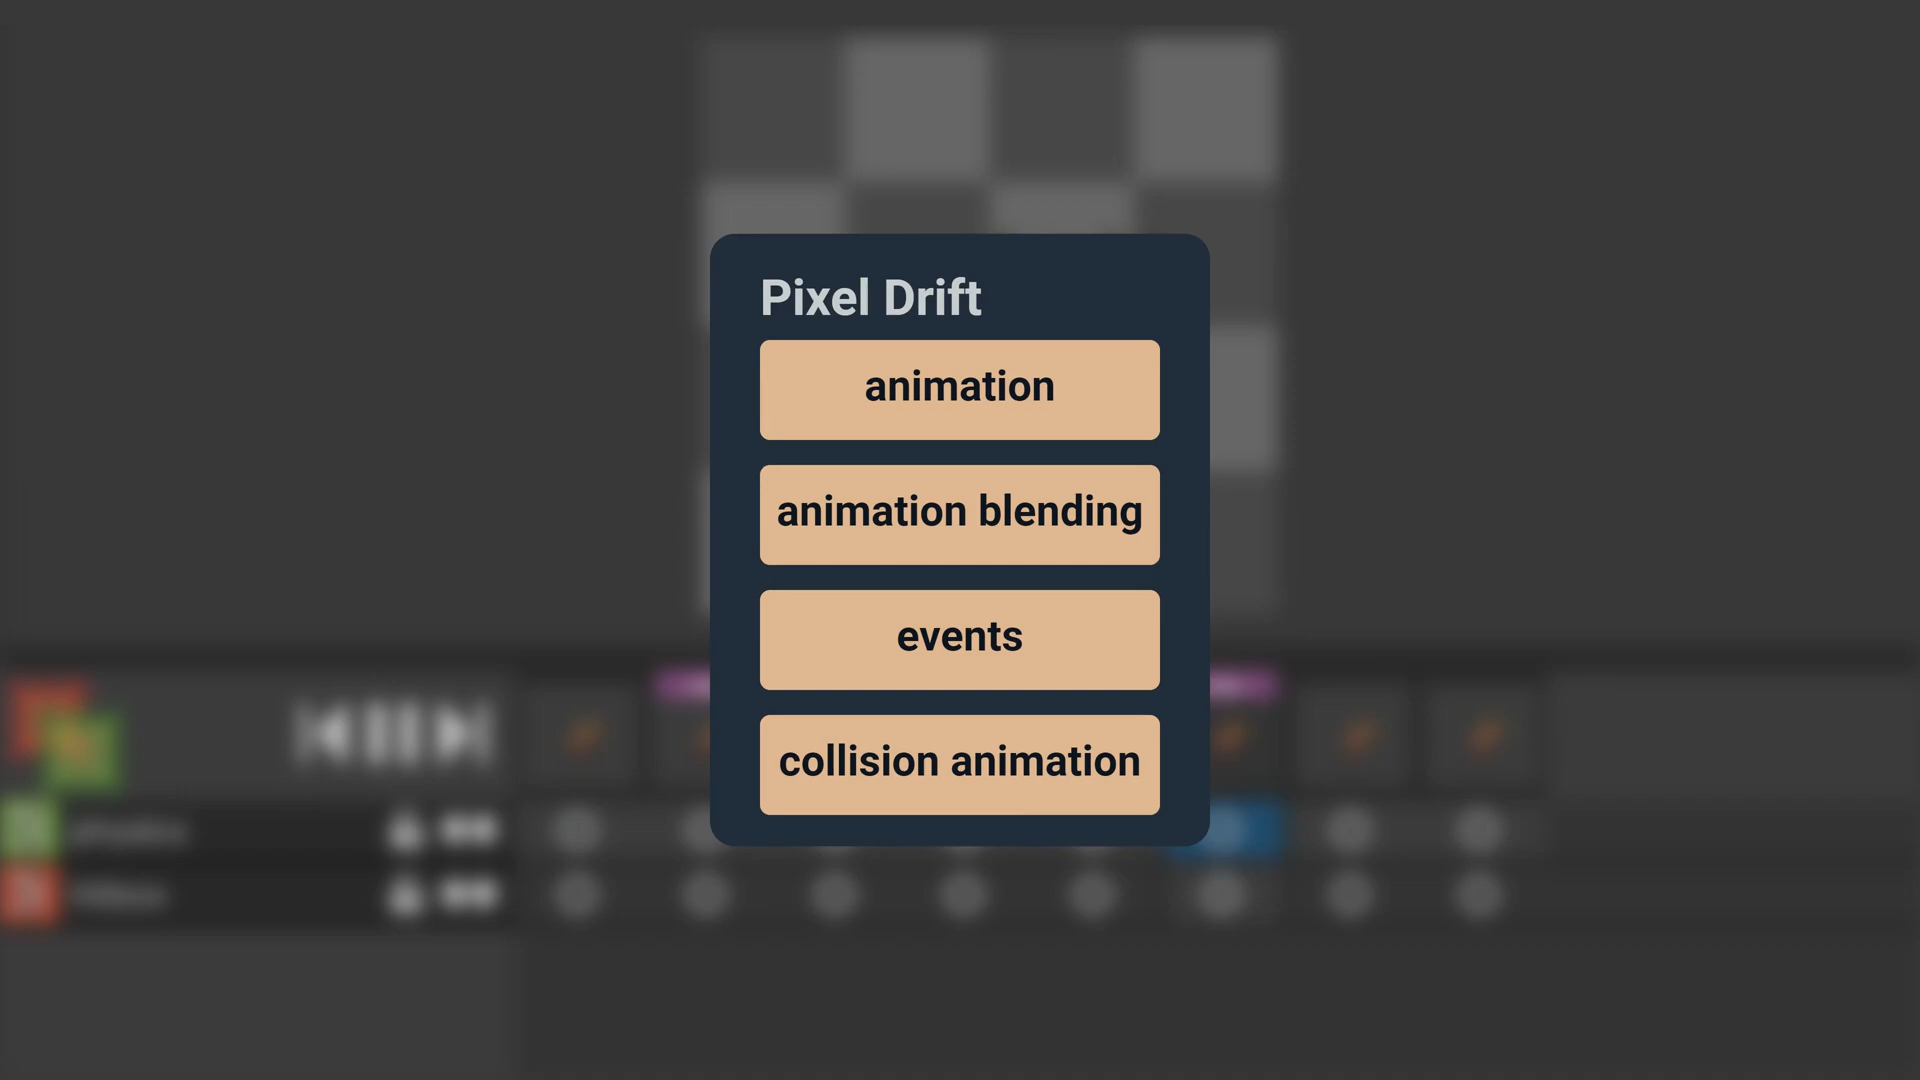 Pixel Drift
animation
animation blending
events
collision animation